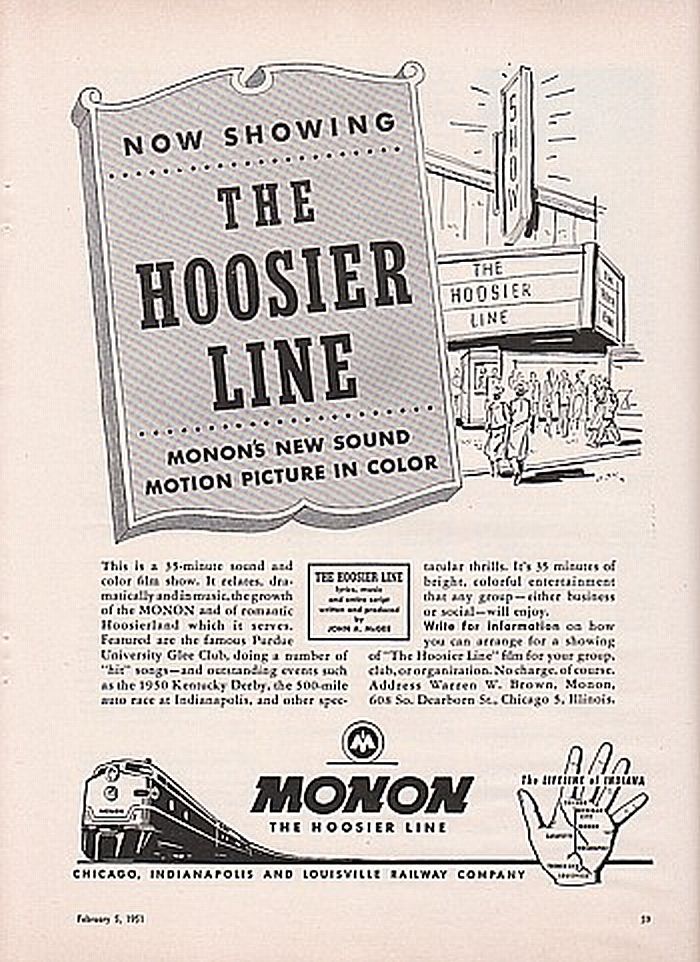 NOW SHOWING
THE
HOOSIER
LINE
MONON'S NEW SOUND
MOTION PICTURE IN COLOR
SHOW
THE
HOOSIER
LINE
This is a 35-minute sound and
color film show. It relates, dra-
matically and in music, the growth
of the MONON and of romantic
Hoosierland which it serves.
Featured are the famous Purdue
University Glee Club, doing a number of
"hit" songs—and outstanding events such
as the 1950 Kentucky Derby, the 500-mile
auto race at Indianapolis, and other spec-
THE HOOSIER LINE
lyrics, music
and entire script
written and produced
by
JOHN A. McGEE
tacular thrills. It's 35 minutes of
bright, colorful entertainment
that any group—either business
or social—will enjoy.
Write for information on how
you can arrange for a showing
of "The Hoosier Line" film for your group,
club, or organization. No charge, of course.
Address Warren W. Brown, Monon,
608 So. Dearborn St., Chicago 5, Illinois.
M
MONON
THE HOOSIER LINE
MONON
The LIFELINE of INDIANA
CHICAGO
LAFAYETTE
INDIANAPOLIS
LOUISVILLE
CHICAGO, INDIANAPOLIS AND LOUISVILLE RAILWAY COMPANY
February 5, 1951
59